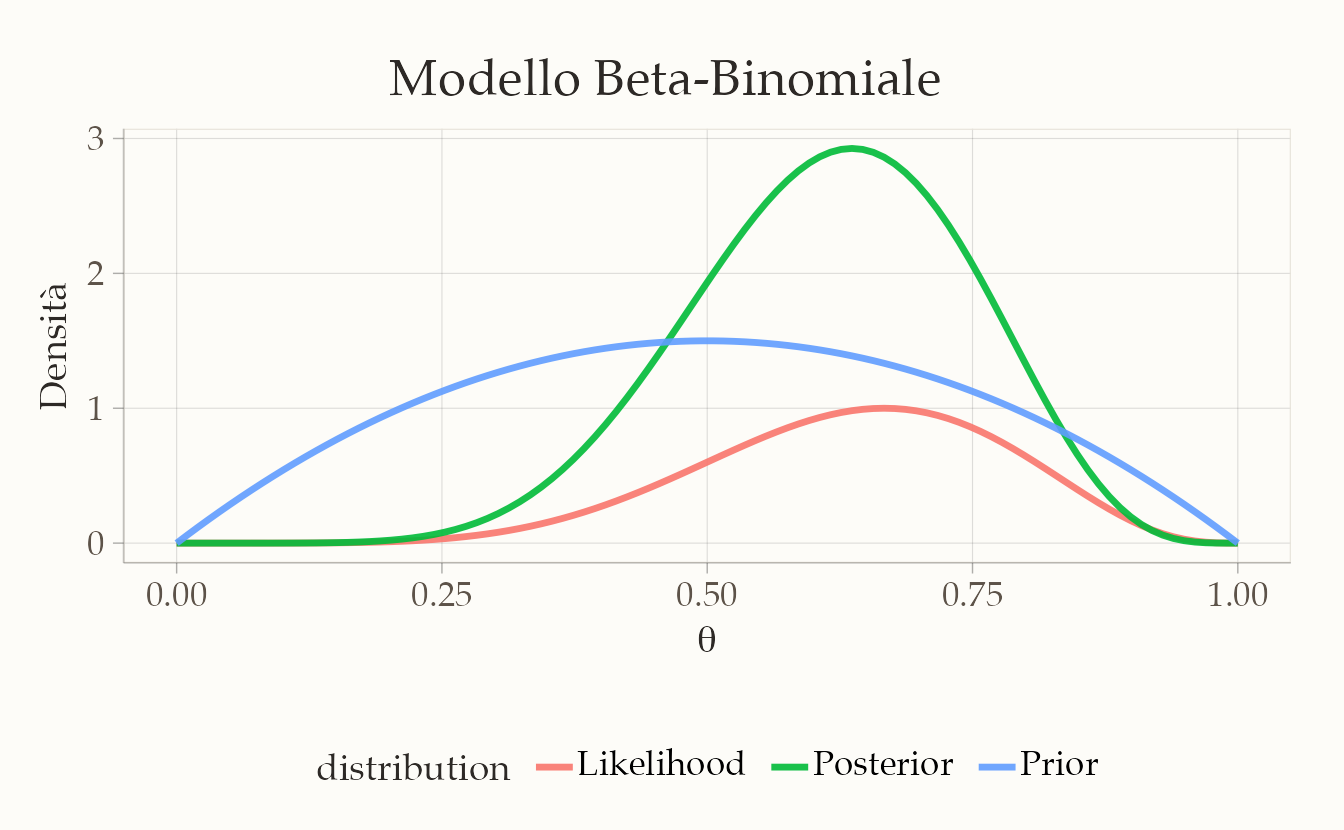 Modello Beta-Binomiale
3
2
1
0
Densità
0.00 0.25 0.50 0.75 1.00
θ
distribution Likelihood Posterior Prior